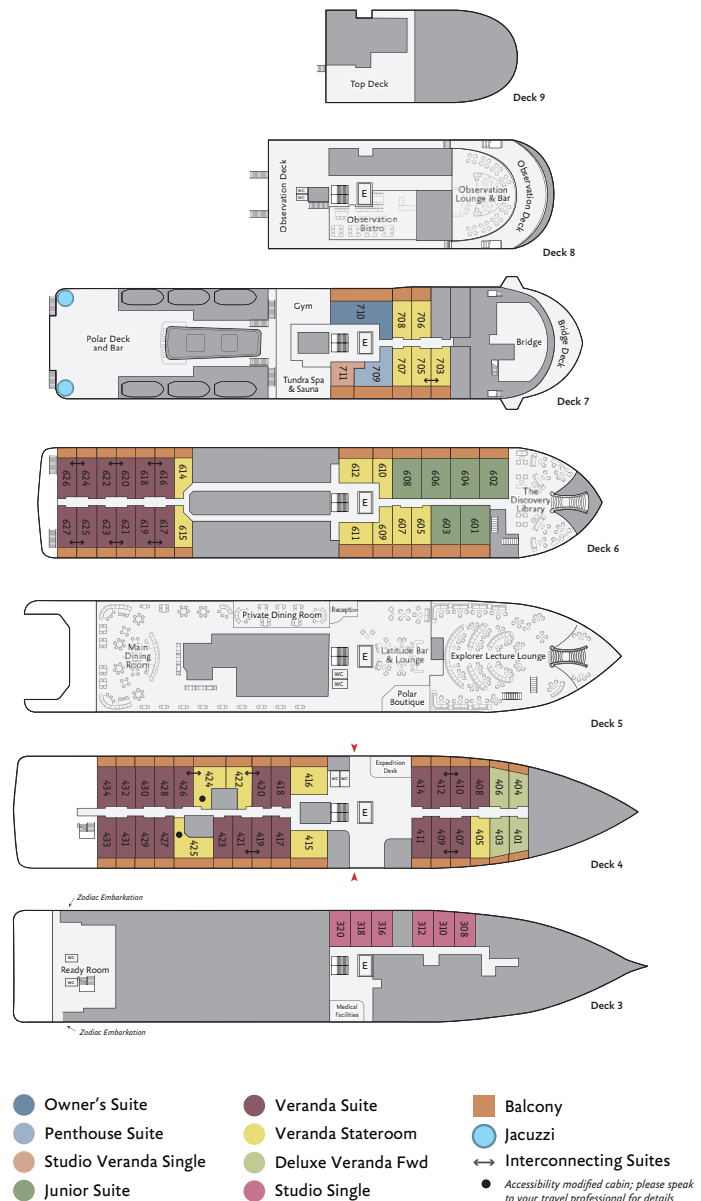 Top Deck
Deck 9
Observation Deck
WC
WC
E
Observation
Bistro
Observation
Lounge & Bar
Observation Deck
Deck 8
Polar Deck
and Bar
Gym
Tundra Spa
& Sauna
E
710
708
706
711
709
707
705
703
Bridge
Bridge Deck
Deck 7
626
624
622
620
618
616
614
612
610
608
606
604
602
E
The
Discovery
Library
627
625
623
621
619
617
615
611
609
607
605
603
601
Deck 6
Main
Dining
Room
Private Dining Room
Reception
E
WC
WC
Latitude Bar
& Lounge
Polar
Boutique
Explorer Lecture Lounge
Deck 5
434
432
430
428
426
424
422
420
418
416
WC
WC
Expedition
Desk
E
414
412
410
408
406
404
433
431
429
427
425
423
421
419
417
415
411
409
407
405
403
401
Deck 4
Zodiac Embarkation
WC
Ready Room
WC
320
318
316
312
310
308
E
Medical
Facilities
Deck 3
Zodiac Embarkation
Owner's Suite
Penthouse Suite
Studio Veranda Single
Junior Suite
Veranda Suite
Veranda Stateroom
Deluxe Veranda Fwd
Studio Single
Balcony
Jacuzzi
Interconnecting Suites
Accessibility modified cabin; please speak
to your travel professional for details